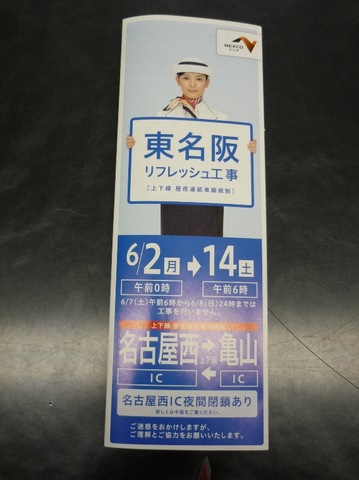 NEXCO
東名阪
リフレッシュ工事
[上下線 昼夜連続車線規制]
6/2月→14土
午前0時 午前6時
6/7(土)午前6時から6/8(日)24時までは
工事を行いません。
上下線 昼夜連続車線規制
名古屋西 上下線 亀山
IC IC
名古屋西IC夜間閉鎖あり
詳しくは中面をご覧ください。
ご迷惑をおかけしますが、
ご理解とご協力をお願いいたします。